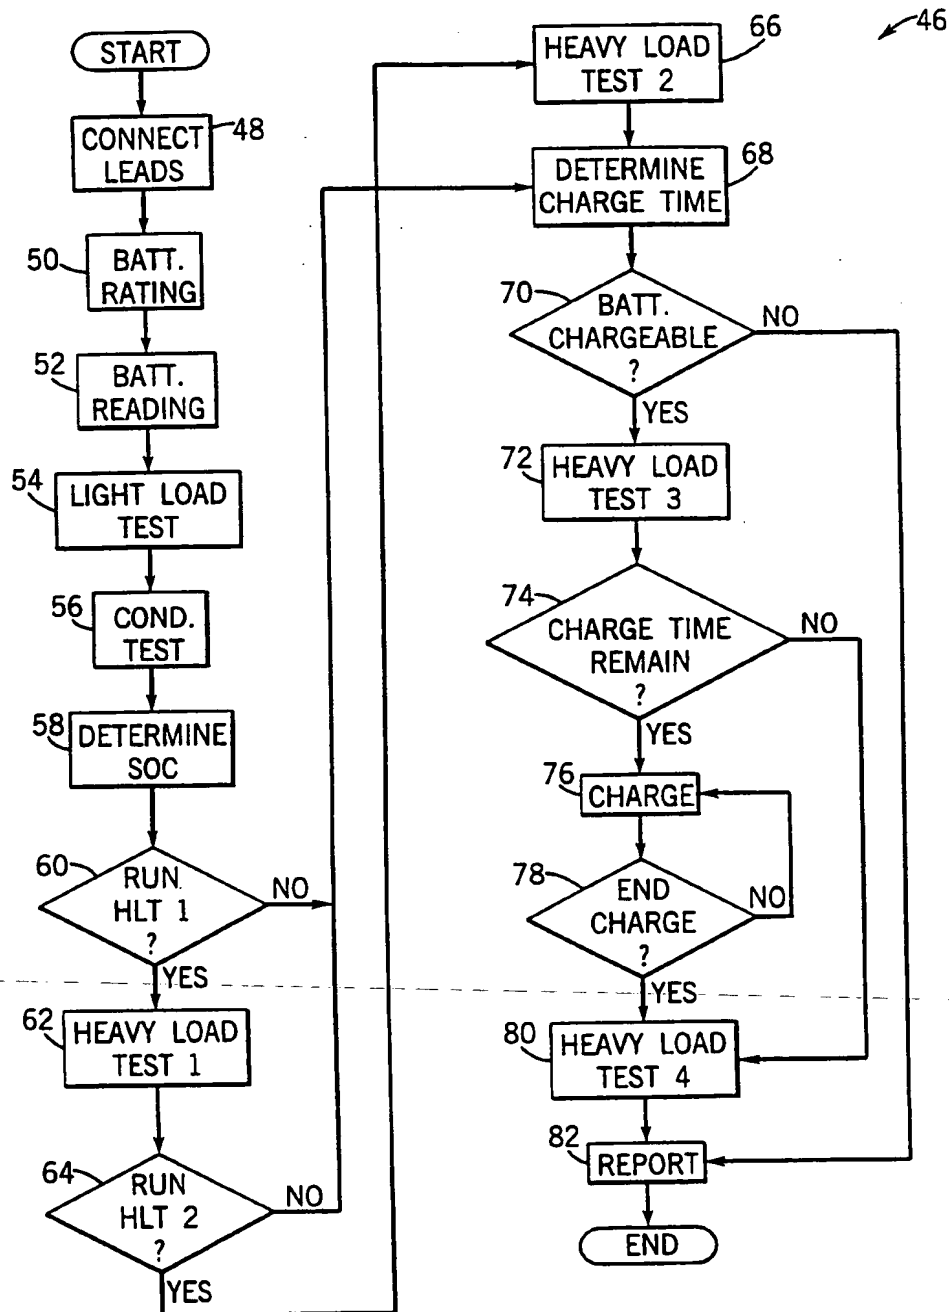 START
CONNECT
LEADS
48
50
BATT.
RATING
52
BATT.
READING
54
LIGHT LOAD
TEST
56
COND.
TEST
58
DETERMINE
SOC
60
RUN
HLT 1
?
NO
YES
62
HEAVY LOAD
TEST 1
64
RUN
HLT 2
?
NO
YES
46
66
HEAVY LOAD
TEST 2
68
DETERMINE
CHARGE TIME
70
BATT.
CHARGEABLE
?
NO
YES
72
HEAVY LOAD
TEST 3
74
CHARGE TIME
REMAIN
?
NO
YES
76
CHARGE
78
END
CHARGE
?
NO
YES
80
HEAVY LOAD
TEST 4
82
REPORT
END